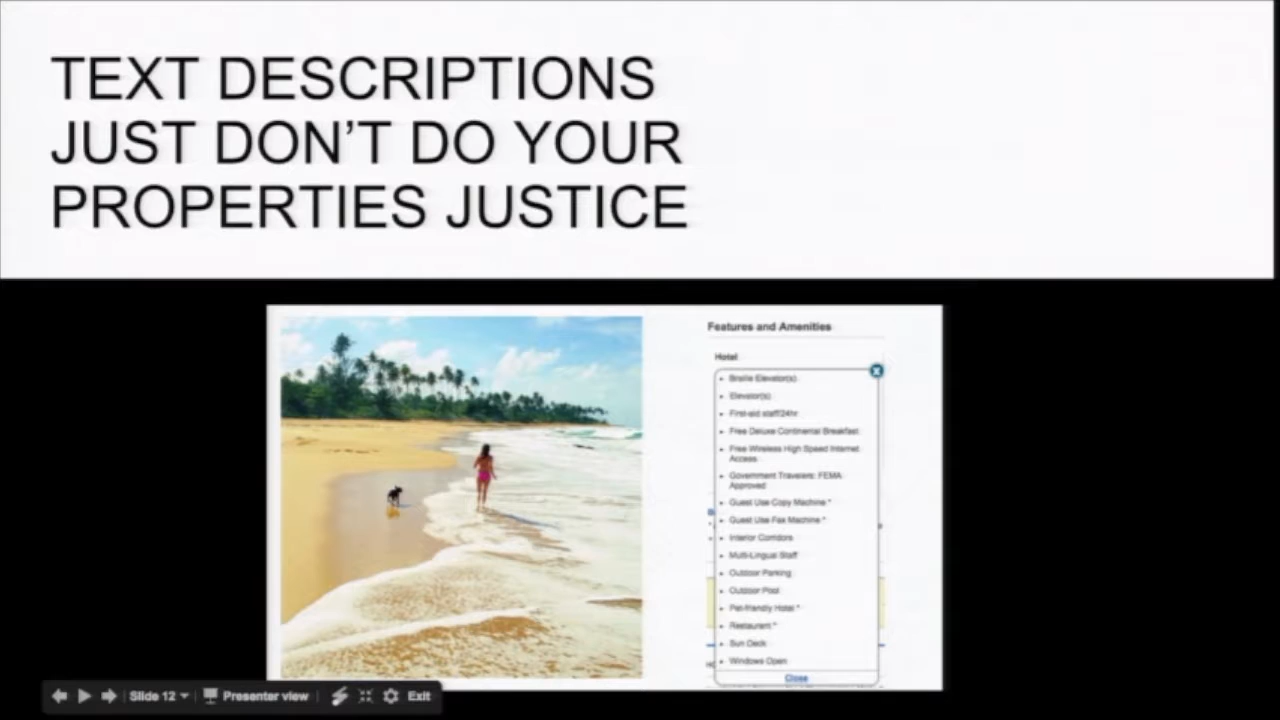 TEXT DESCRIPTIONS
JUST DON'T DO YOUR
PROPERTIES JUSTICE
Features and Amenities
Hotel
Braille Elevator(s)
Elevator(s)
First-aid staff/24hr
Free Deluxe Continental Breakfast
Free Wireless High Speed Internet
Access
Government Travelers: FEMA
Approved
Guest Use Copy Machine *
Guest Use Fax Machine *
Interior Corridors
Multi-Lingual Staff
Outdoor Parking
Outdoor Pool
Pet-friendly Hotel *
Restaurant *
Sun Deck
Windows Open
Close
Slide 12
Presenter view
Exit